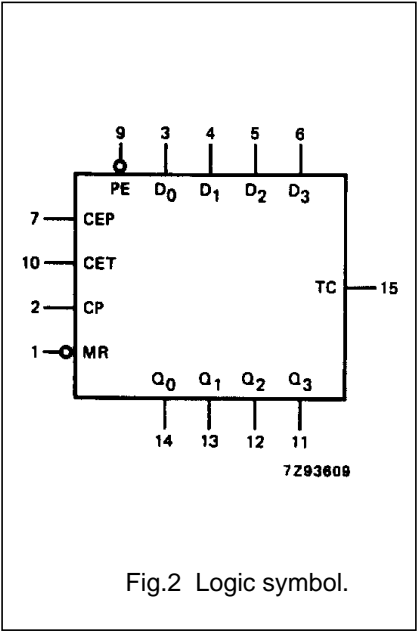 9 3 4 5 6
PE D0 D1 D2 D3
7 CEP
10 CET
TC 15
2 CP
1 MR
Q0 Q1 Q2 Q3
14 13 12 11
7Z93609
Fig.2 Logic symbol.